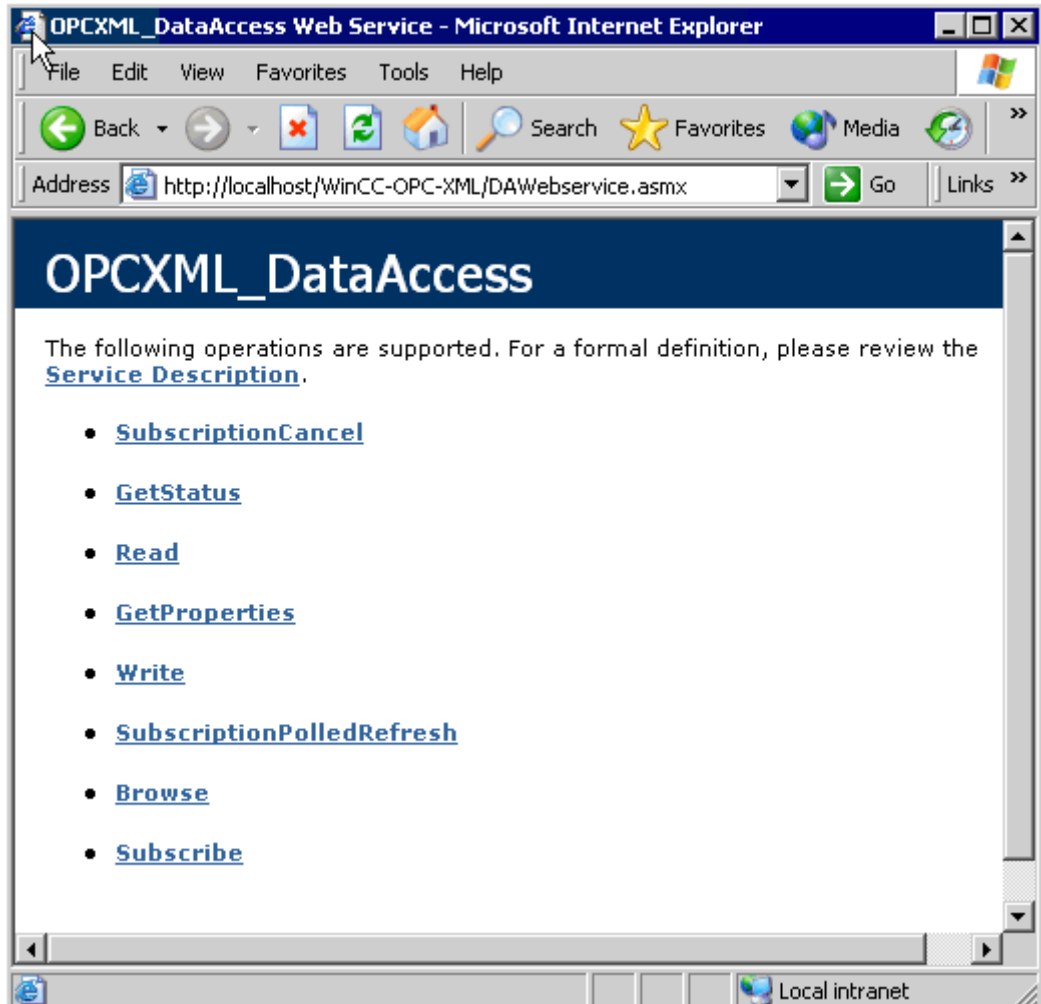 OPCXML_DataAccess Web Service - Microsoft Internet Explorer
File Edit View Favorites Tools Help
Back Search Favorites Media »
Address http://localhost/WinCC-OPC-XML/DAWebservice.asmx Go Links »
OPCXML_DataAccess
The following operations are supported. For a formal definition, please review the
Service Description.
• SubscriptionCancel
• GetStatus
• Read
• GetProperties
• Write
• SubscriptionPolledRefresh
• Browse
• Subscribe
Local intranet